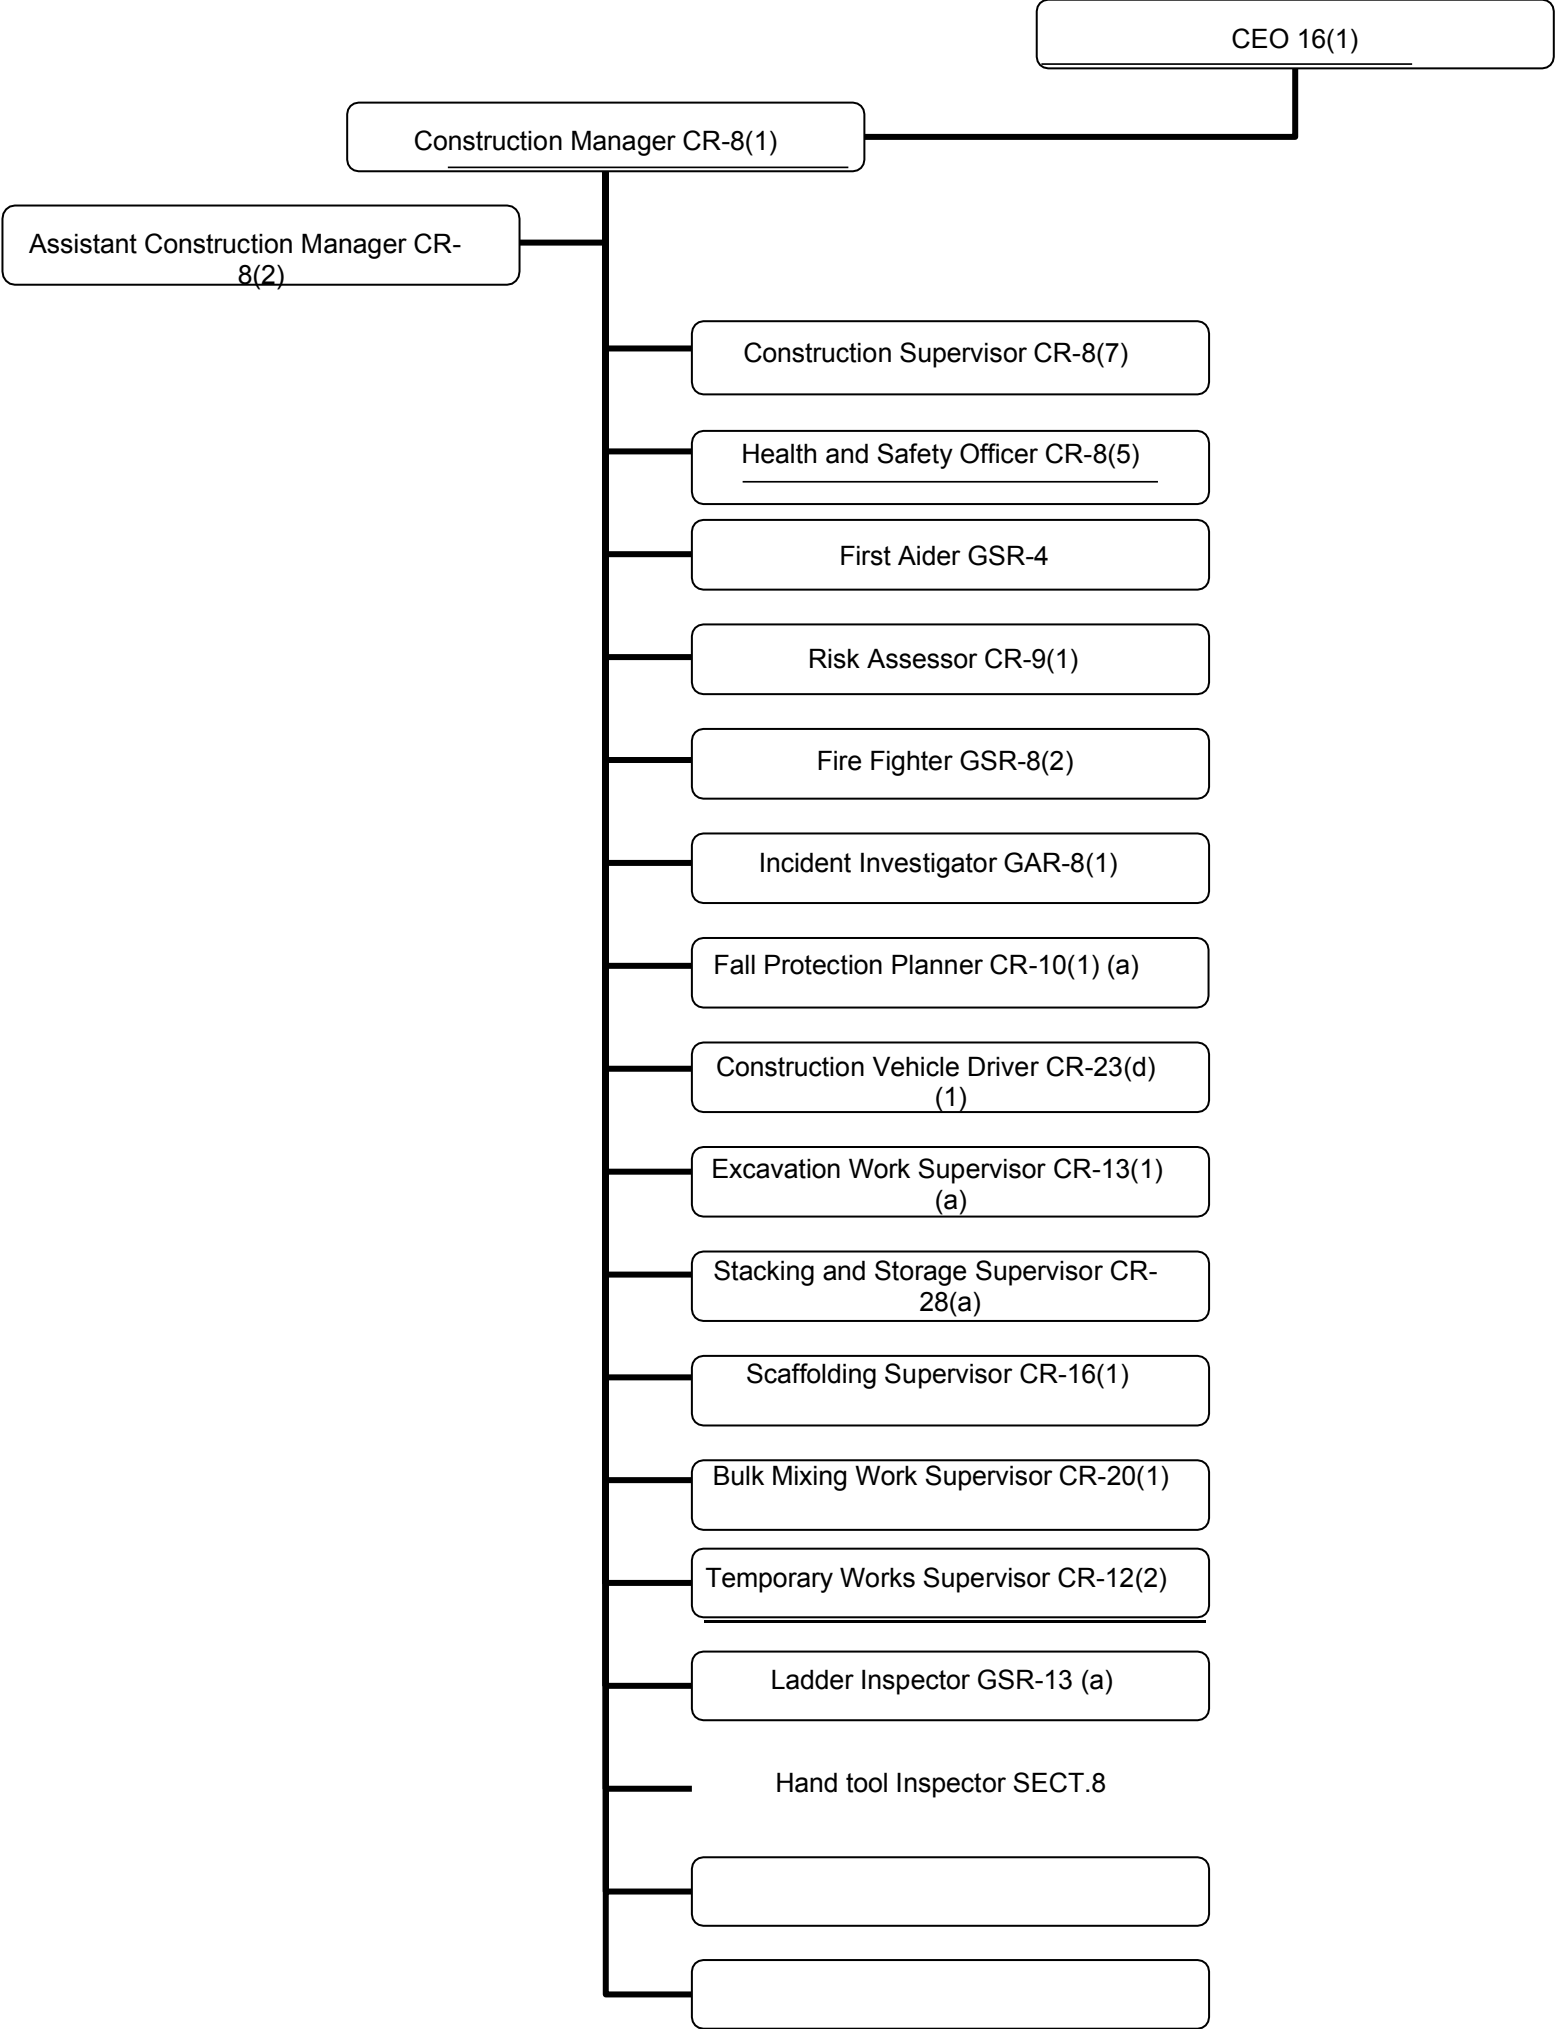 CEO 16(1)
Construction Manager CR-8(1)
Assistant Construction Manager CR-
8(2)
Construction Supervisor CR-8(7)
Health and Safety Officer CR-8(5)
First Aider GSR-4
Risk Assessor CR-9(1)
Fire Fighter GSR-8(2)
Incident Investigator GAR-8(1)
Fall Protection Planner CR-10(1) (a)
Construction Vehicle Driver CR-23(d)
(1)
Excavation Work Supervisor CR-13(1)
(a)
Stacking and Storage Supervisor CR-
28(a)
Scaffolding Supervisor CR-16(1)
Bulk Mixing Work Supervisor CR-20(1)
Temporary Works Supervisor CR-12(2)
Ladder Inspector GSR-13 (a)
Hand tool Inspector SECT.8